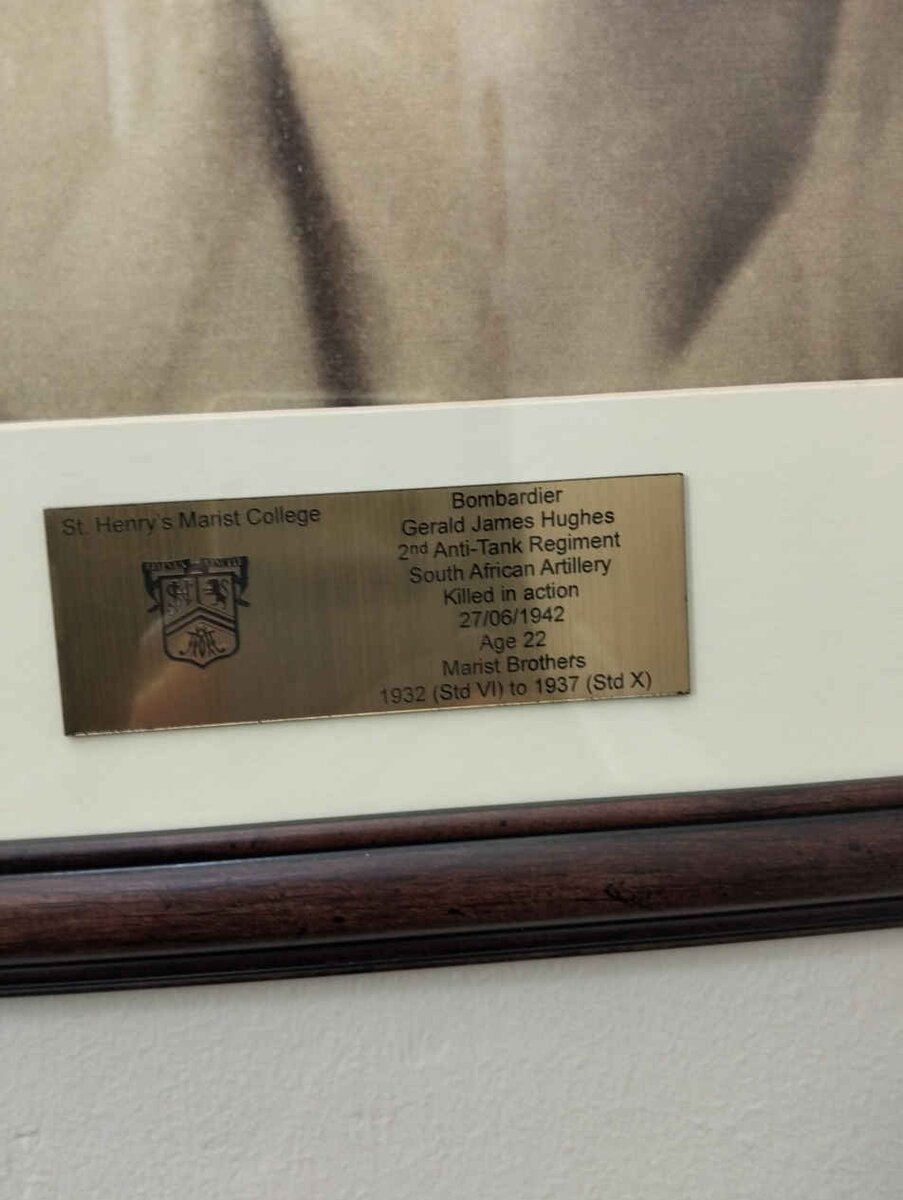 St. Henry's Marist College
Bombardier
Gerald James Hughes
2nd Anti-Tank Regiment
South African Artillery
Killed in action
27/06/1942
Age 22
Marist Brothers
1932 (Std VI) to 1937 (Std X)